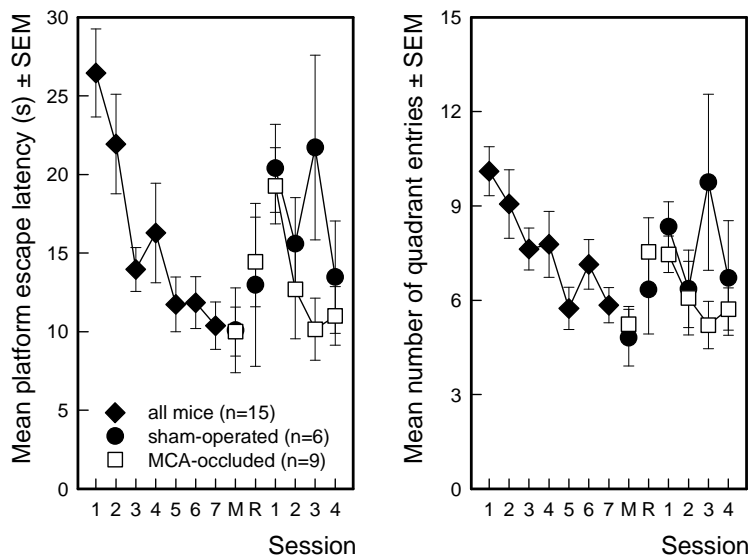 Mean platform escape latency (s) ± SEM
30
25
20
15
10
5
0
all mice (n=15)
sham-operated (n=6)
MCA-occluded (n=9)
1 2 3 4 5 6 7 M R 1 2 3 4
Session
Mean number of quadrant entries ± SEM
15
12
9
6
3
0
1 2 3 4 5 6 7 M R 1 2 3 4
Session